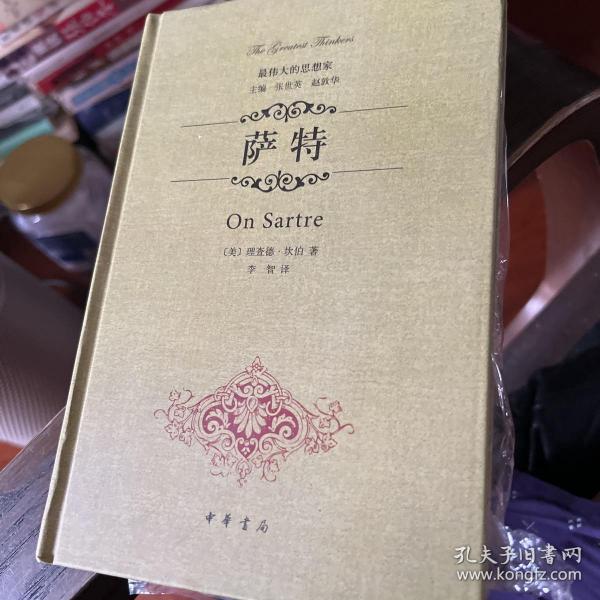 The Greatest Thinkers
最伟大的思想家
主编 张世英 赵敦华
萨特
On Sartre
〔美〕理查德·坎伯 著
李智 译
中华书局
孔夫子旧书网
www.kongfz.com